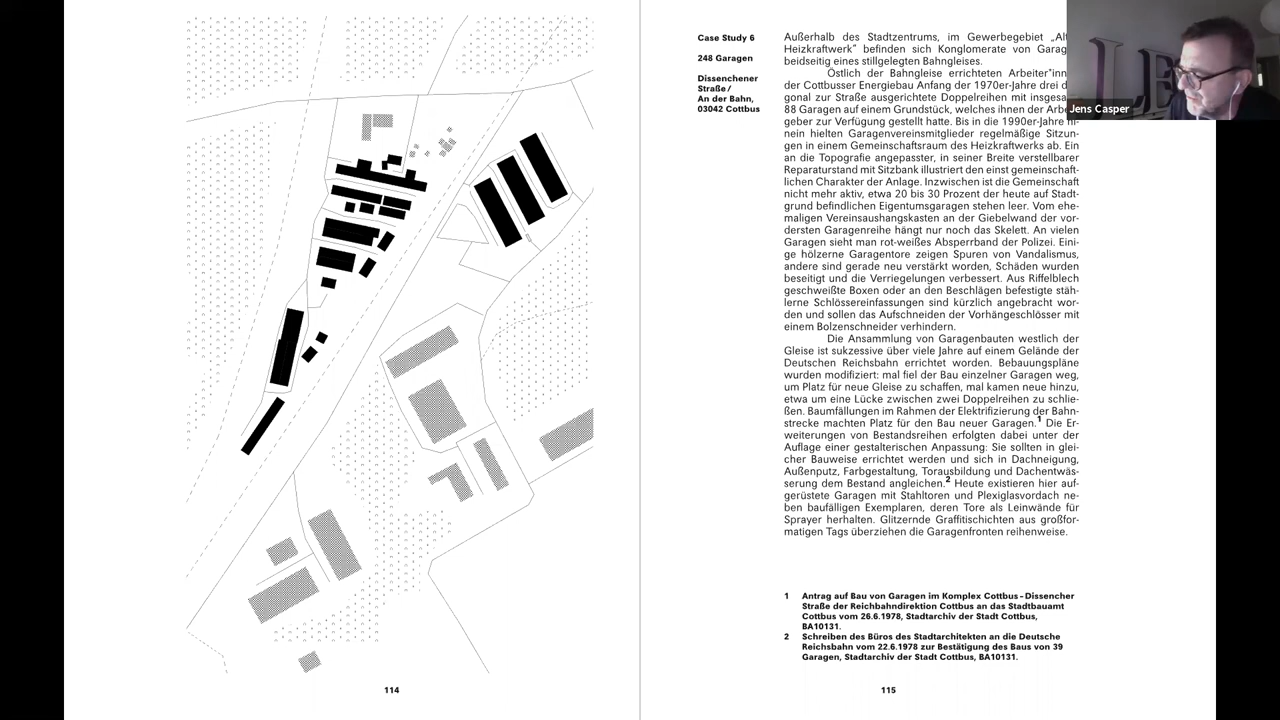 114
Case Study 6
248 Garagen
Dissenchener
Straße /
An der Bahn,
03042 Cottbus
Außerhalb des Stadtzentrums, im Gewerbegebiet
Heizkraftwerk“ befinden sich Konglomerate von
beidseitig eines stillgelegten Bahngleises.
Östlich der Bahngleise errichteten
der Cottbusser Energiebau Anfang der 1970er-Jahre drei
gonal zur Straße ausgerichtete Doppelreihen mit
88 Garagen auf einem Grundstück, welches ihnen der
geber zur Verfügung gestellt hatte. Bis in die 1990er-Jahre
nein hielten Garagenvereinsmitglieder regelmäßige Sitzun-
gen in einem Gemeinschaftsraum des Heizkraftwerks ab. Ein
an die Topografie angepasster, in seiner Breite verstellbarer
Reparaturstand mit Sitzbank illustriert den einst gemeinschaft-
lichen Charakter der Anlage. Inzwischen ist die Gemeinschaft
nicht mehr aktiv, etwa 20 bis 30 Prozent der heute auf Stadt-
grund befindlichen Eigentumsgaragen stehen leer. Vom ehe-
maligen Vereinsaushangskasten an der Giebelwand der vor-
dersten Garagenreihe hängt nur noch das Skelett. An vielen
Garagen sieht man rot-weißes Absperrband der Polizei. Eini-
ge hölzerne Garagentore zeigen Spuren von Vandalismus,
andere sind gerade neu verstärkt worden, Schäden wurden
beseitigt und die Verriegelungen verbessert. Aus Riffelblech
geschweißte Boxen oder an den Beschlägen befestigte stäh-
lerne Schlössereinfassungen sind kürzlich angebracht wor-
den und sollen das Aufschneiden der Vorhängeschlösser mit
einem Bolzenschneider verhindern.
Die Ansammlung von Garagenbauten westlich der
Gleise ist sukzessive über viele Jahre auf einem Gelände der
Deutschen Reichsbahn errichtet worden. Bebauungspläne
wurden modifiziert: mal fiel der Bau einzelner Garagen weg,
um Platz für neue Gleise zu schaffen, mal kamen neue hinzu,
etwa um eine Lücke zwischen zwei Doppelreihen zu schlie-
ßen. Baumfällungen im Rahmen der Elektrifizierung der Bahn-
strecke machten Platz für den Bau neuer Garagen.1 Die Er-
weiterungen von Bestandsreihen erfolgten dabei unter der
Auflage einer gestalterischen Anpassung: Sie sollten in glei-
cher Bauweise errichtet werden und sich in Dachneigung,
Außenputz, Farbgestaltung, Torausbildung und Dachentwäs-
serung dem Bestand angleichen.2 Heute existieren hier auf-
gerüstete Garagen mit Stahltoren und Plexiglasvordach ne-
ben baufälligen Exemplaren, deren Tore als Leinwände für
Sprayer herhalten. Glitzernde Graffitischichten aus großfor-
matigen Tags überziehen die Garagenfronten reihenweise.
1 Antrag auf Bau von Garagen im Komplex Cottbus – Dissencher
Straße der Reichbahndirektion Cottbus an das Stadtbauamt
Cottbus vom 26.6.1978, Stadtarchiv der Stadt Cottbus,
BA10131.
2 Schreiben des Büros des Stadtarchitekten an die Deutsche
Reichsbahn vom 22.6.1978 zur Bestätigung des Baus von 39
Garagen, Stadtarchiv der Stadt Cottbus, BA10131.
115
Jens Casper